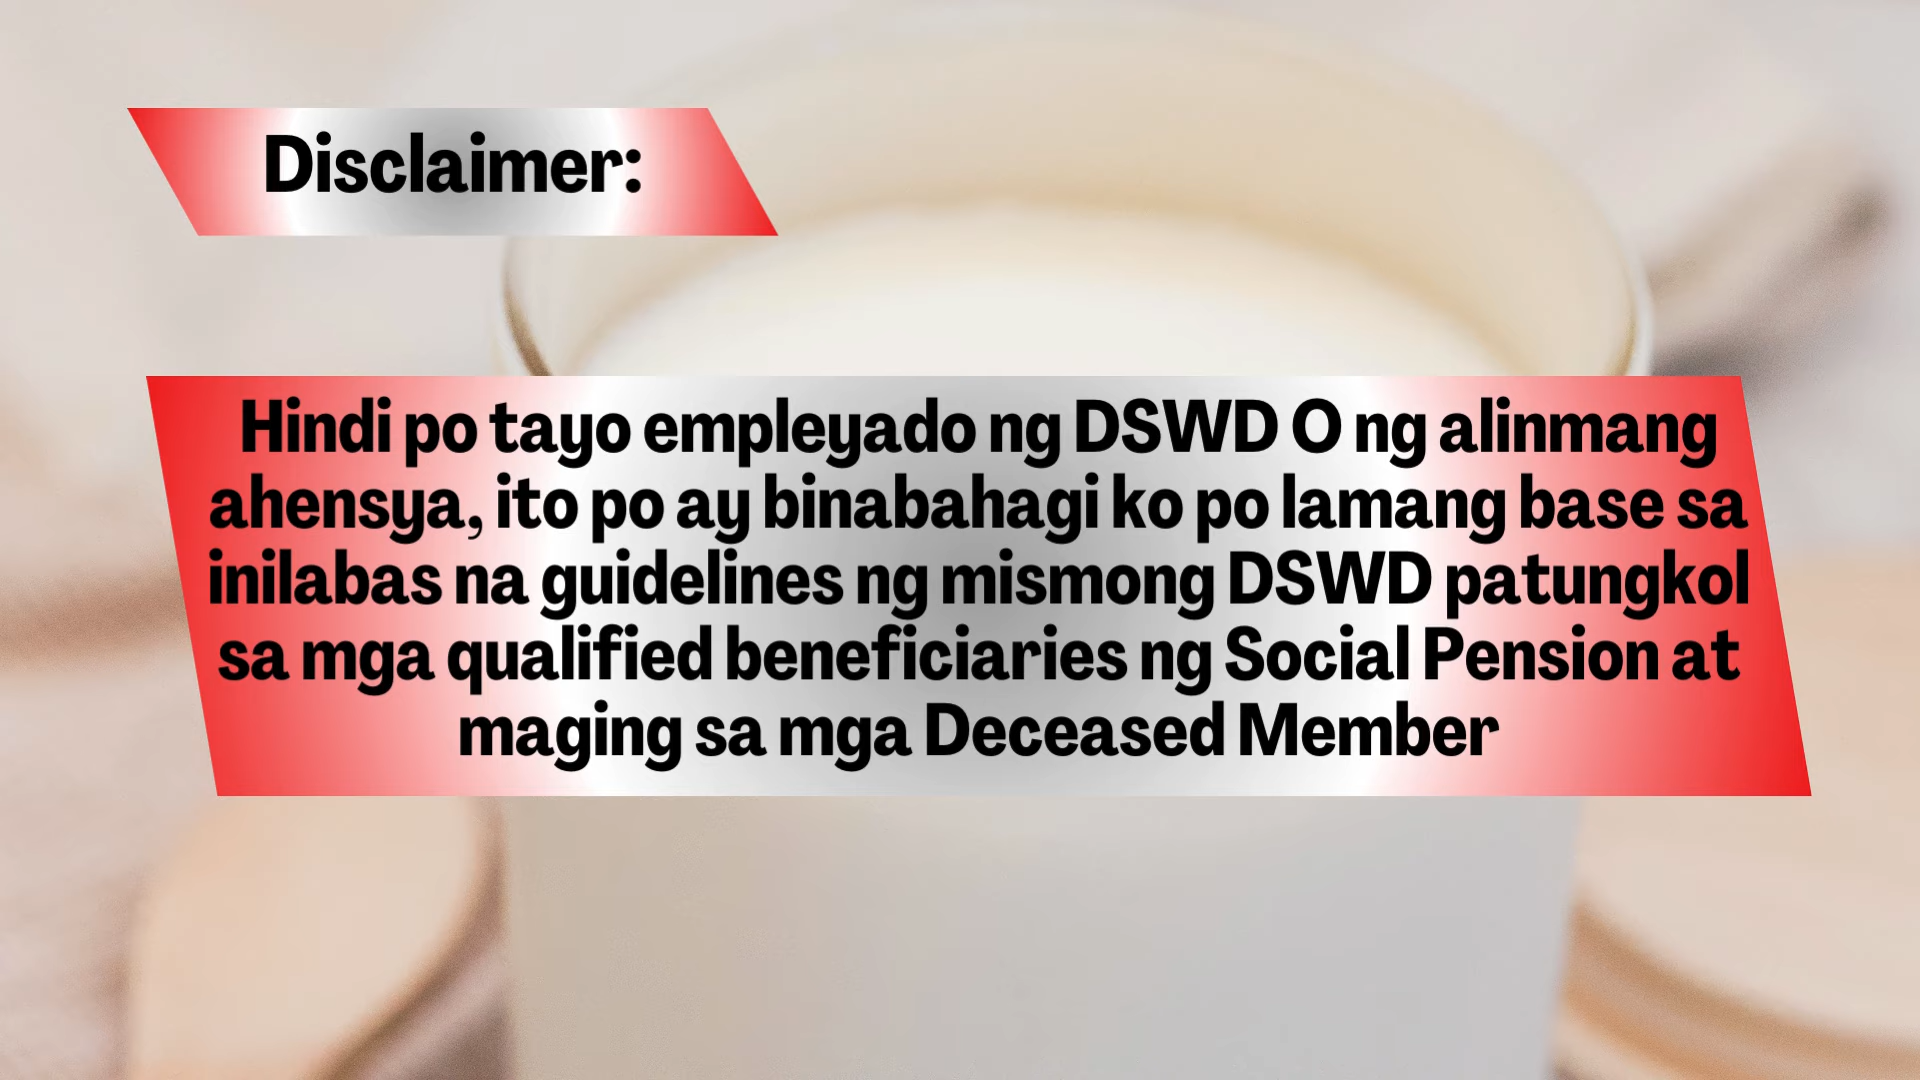 Disclaimer:
Hindi po tayo empleyado ng DSWD O ng alinmang
ahensya, ito po ay binabahagi ko po lamang base sa
inilabas na guidelines ng mismong DSWD patungkol
sa mga qualified beneficiaries ng Social Pension at
maging sa mga Deceased Member